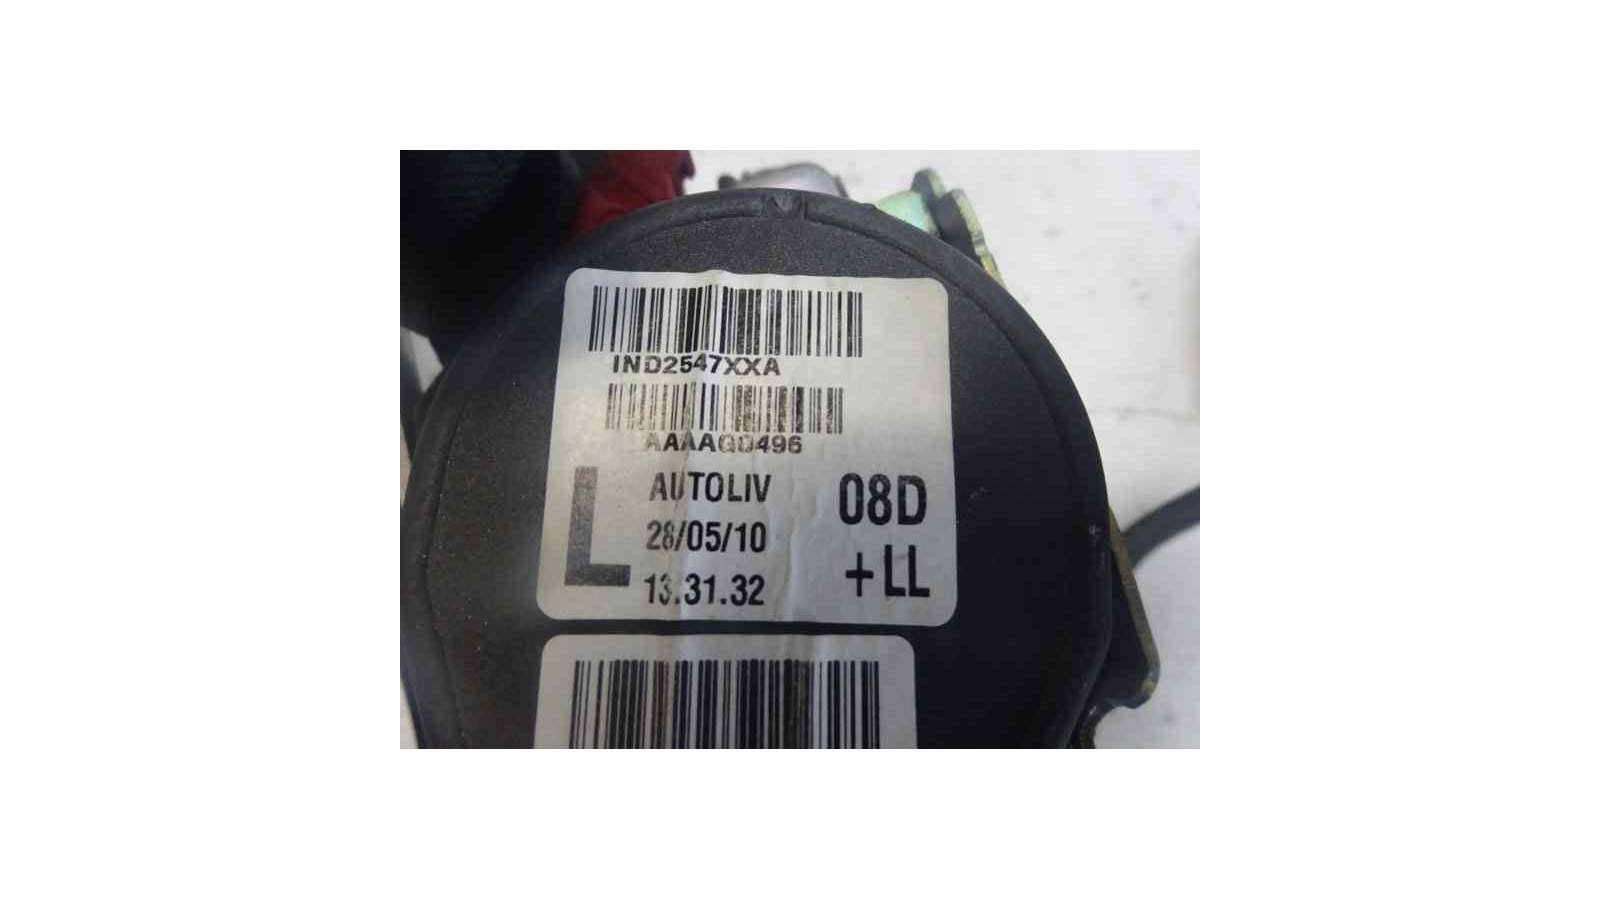 IND2547XXA
AAAAG0496
L
AUTOLIV
28/05/10
13.31.32
08D
+LL